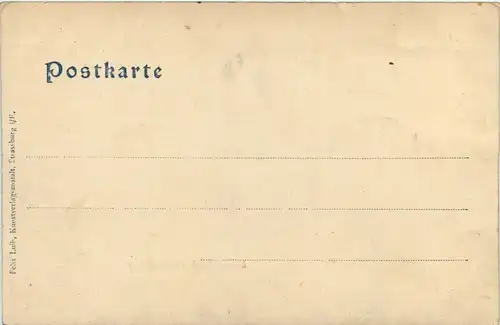 Postkarte
Felix Luib, Kunstverlagsanstalt, Strassburg i/E.